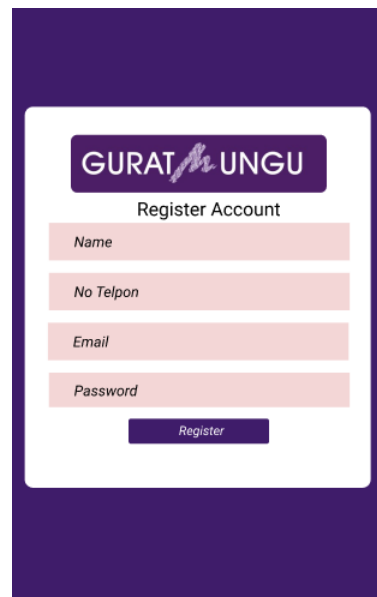 GURAT UNGU
Register Account
Name
No Telpon
Email
Password
Register